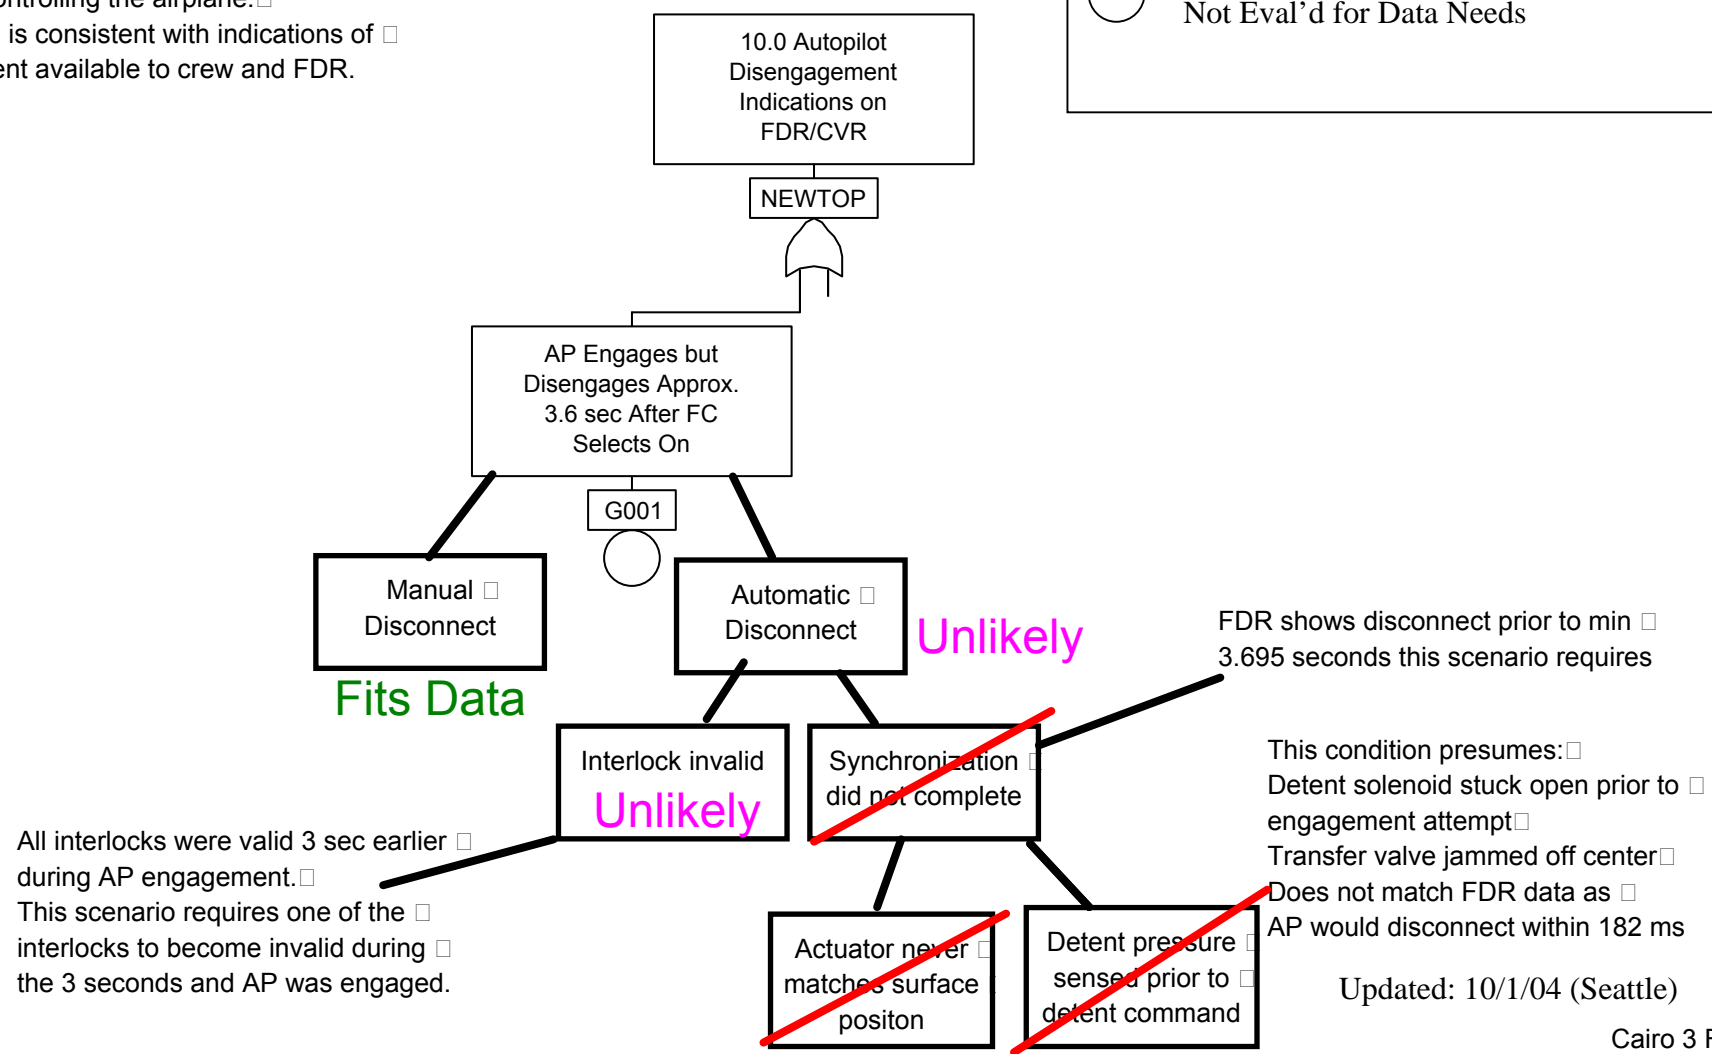 ntrolling the airplane.
is consistent with indications of
ent available to crew and FDR.
Not Eval’d for Data Needs
10.0 Autopilot
Disengagement
Indications on
FDR/CVR
NEWTOP
AP Engages but
Disengages Approx.
3.6 sec After FC
Selects On
G001
Manual
Disconnect
Fits Data
Automatic
Disconnect
Unlikely
FDR shows disconnect prior to min
3.695 seconds this scenario requires
Interlock invalid
Unlikely
Synchronization
did not complete
This condition presumes:
Detent solenoid stuck open prior to
engagement attempt
Transfer valve jammed off center
Does not match FDR data as
AP would disconnect within 182 ms
All interlocks were valid 3 sec earlier
during AP engagement.
This scenario requires one of the
interlocks to become invalid during
the 3 seconds and AP was engaged.
Actuator never
matches surface
positon
Detent pressure
sensed prior to
detent command
Updated: 10/1/04 (Seattle)
Cairo 3 F